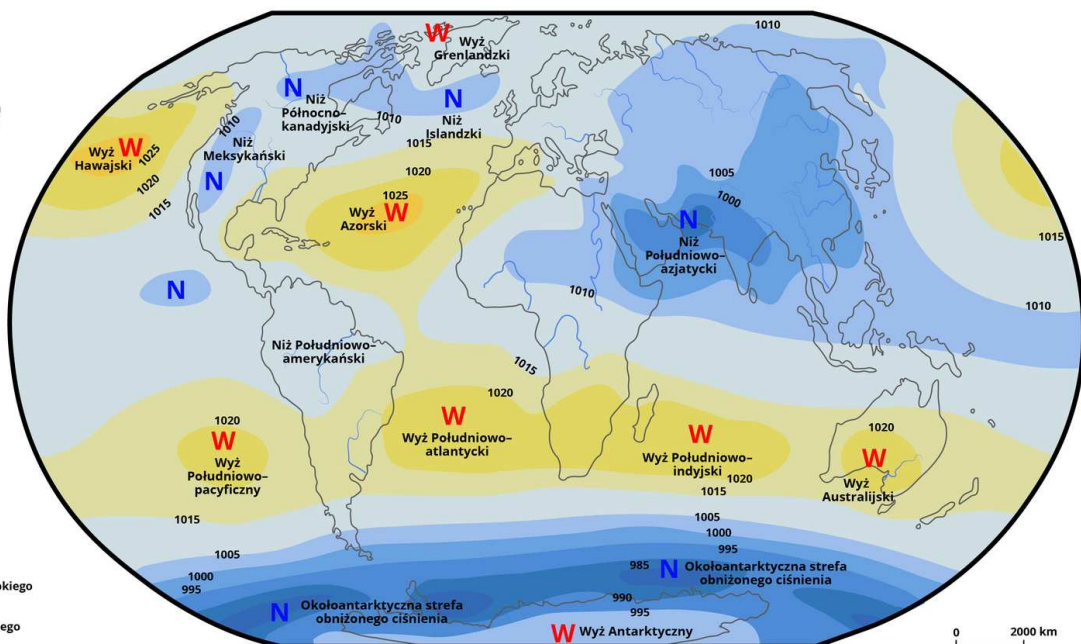 1010
W
Wyż
Grenlandzki
N
Niż
Północno-
kanadyjski
N
Niż
Islandzki
1010
1010
1015
Niż
Meksykański
N
Wyż
Hawajski
W
1025
1020
1015
1020
1025
Wyż
Azorski
W
1005
1000
N
Niż
Południowo-
azjatycki
1015
1010
N
1010
Niż Południowo-
amerykański
1015
1020
W
Wyż Południowo-
atlantycki
1020
W
Wyż
Południowo-
pacyficzny
W
Wyż Południowo-
indyjski
1020
1015
1020
W
Wyż
Australijski
1015
1005
1000
995
1005
1000
995
985
N
Okołoantarktyczna strefa
obniżonego ciśnienia
990
995
N
Okołoantarktyczna strefa
obniżonego ciśnienia
W
Wyż Antarktyczny
0
2000 km